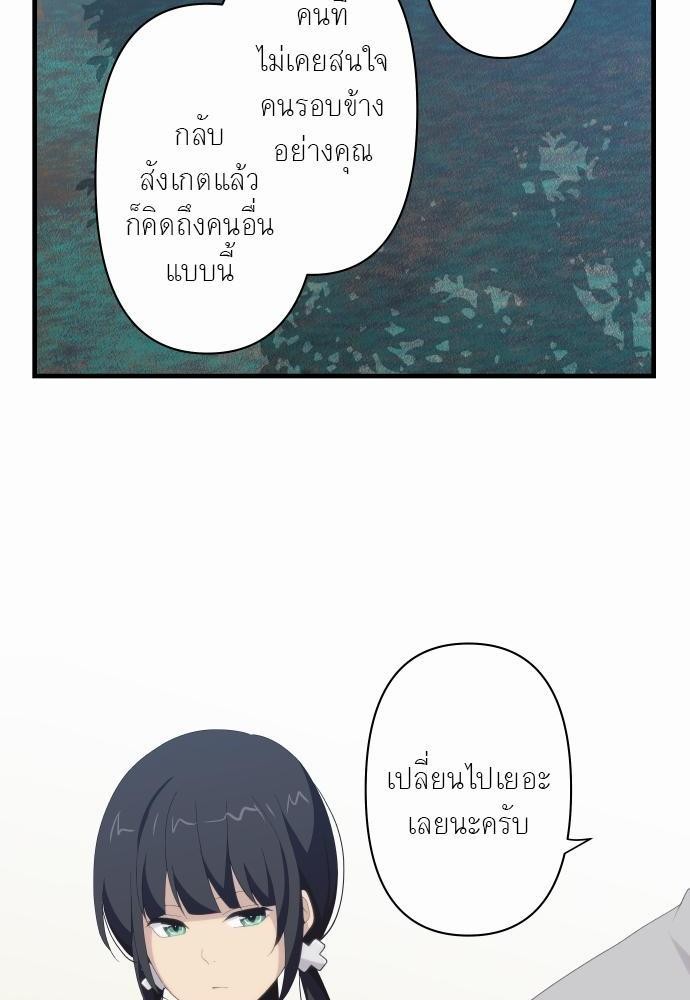 คนที่
ไม่เคยสนใจ
คนรอบข้าง
อย่างคุณ
กลับ
สังเกตแล้ว
ก็คิดถึงคนอื่น
แบบนี้
เปลี่ยนไปเยอะ
เลยนะครับ